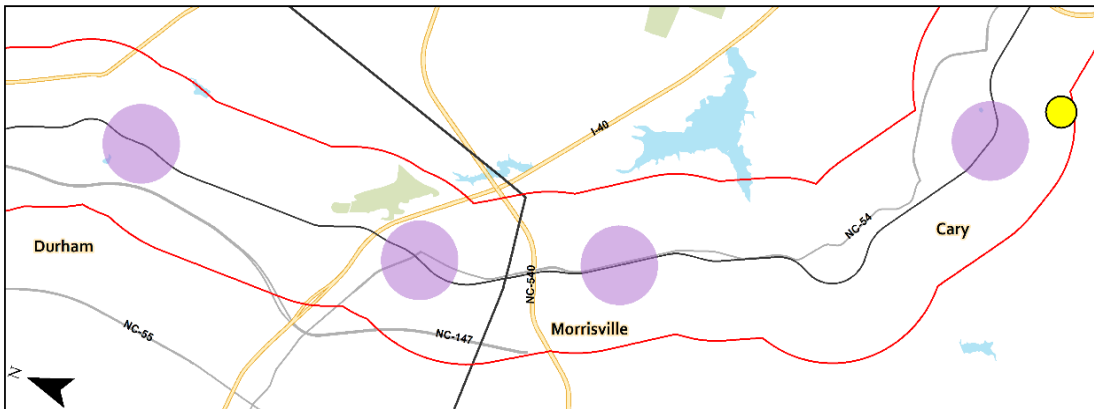 I-40
NC-54
Cary
Durham
NC-540
NC-55
NC-147
Morrisville
N